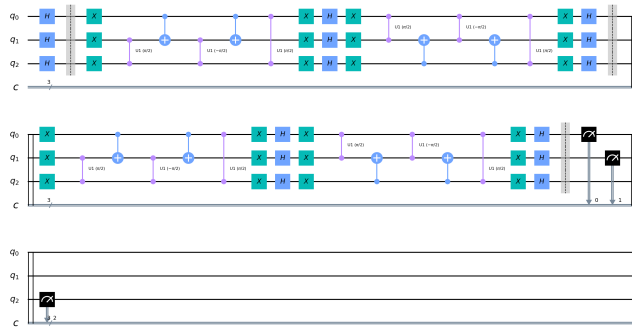 q0 H X X H X X H
q1 H X U1 (π/2) U1 (−π/2) U1 (π/2) X H X U1 (π/2) U1 (−π/2) U1 (π/2) X H
q2 H X X H X X H
c 3
q0 X X H X X H
q1 X U1 (π/2) U1 (−π/2) U1 (π/2) X H X U1 (π/2) U1 (−π/2) U1 (π/2) X H
q2 X X H X X H
c 3 0 1
q0
q1
q2
c 2